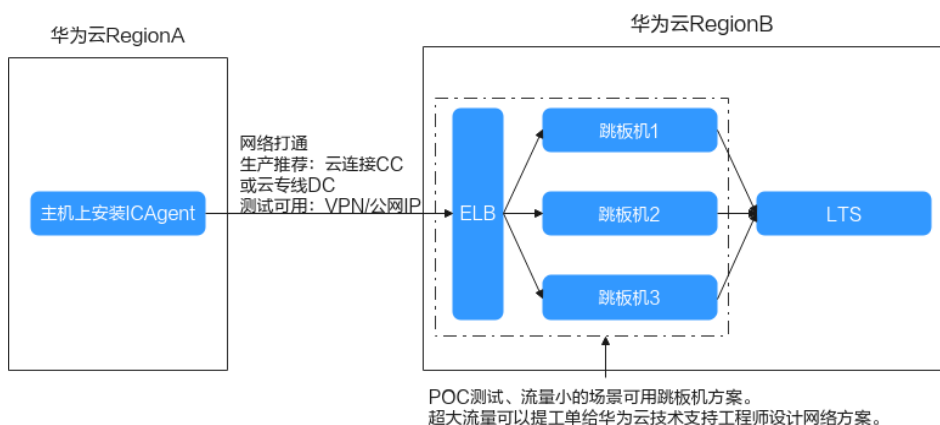 华为云RegionA
华为云RegionB
网络打通
生产推荐：云连接CC
或云专线DC
测试可用：VPN/公网IP
主机上安装ICAgent
ELB
跳板机1
跳板机2
跳板机3
LTS
POC测试、流量小的场景可用跳板机方案。
超大流量可以提工单给华为云技术支持工程师设计网络方案。